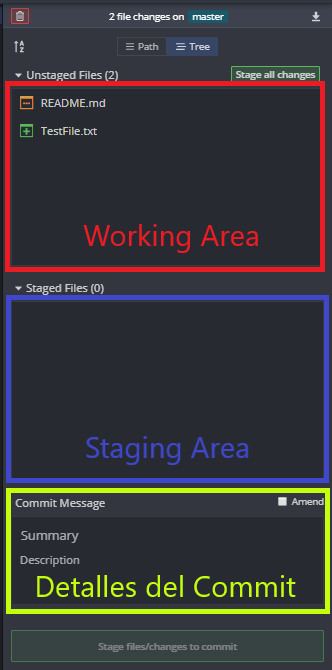 2 file changes on master
Path Tree
Unstaged Files (2) Stage all changes
README.md
TestFile.txt
Working Area
Staged Files (0)
Staging Area
Commit Message Amend
Summary
Description
Detalles del Commit
Stage files/changes to commit